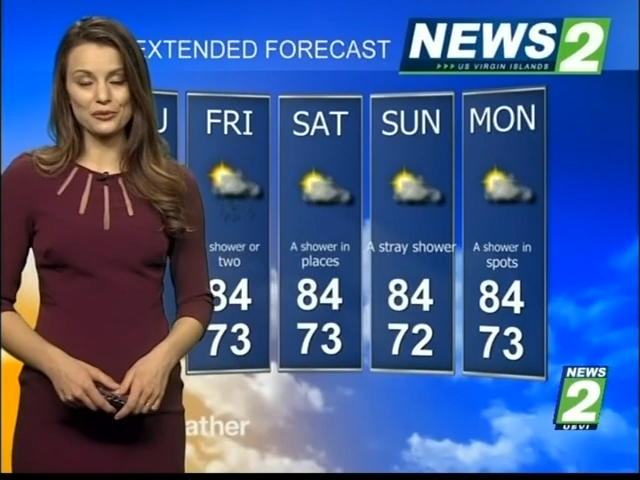 EXTENDED FORECAST
NEWS 2
US VIRGIN ISLANDS
U
FRI
SAT
SUN
MON
shower or
two
A shower in
places
A stray shower
A shower in
spots
84
84
84
84
73
73
72
73
ather
NEWS
2
USVI